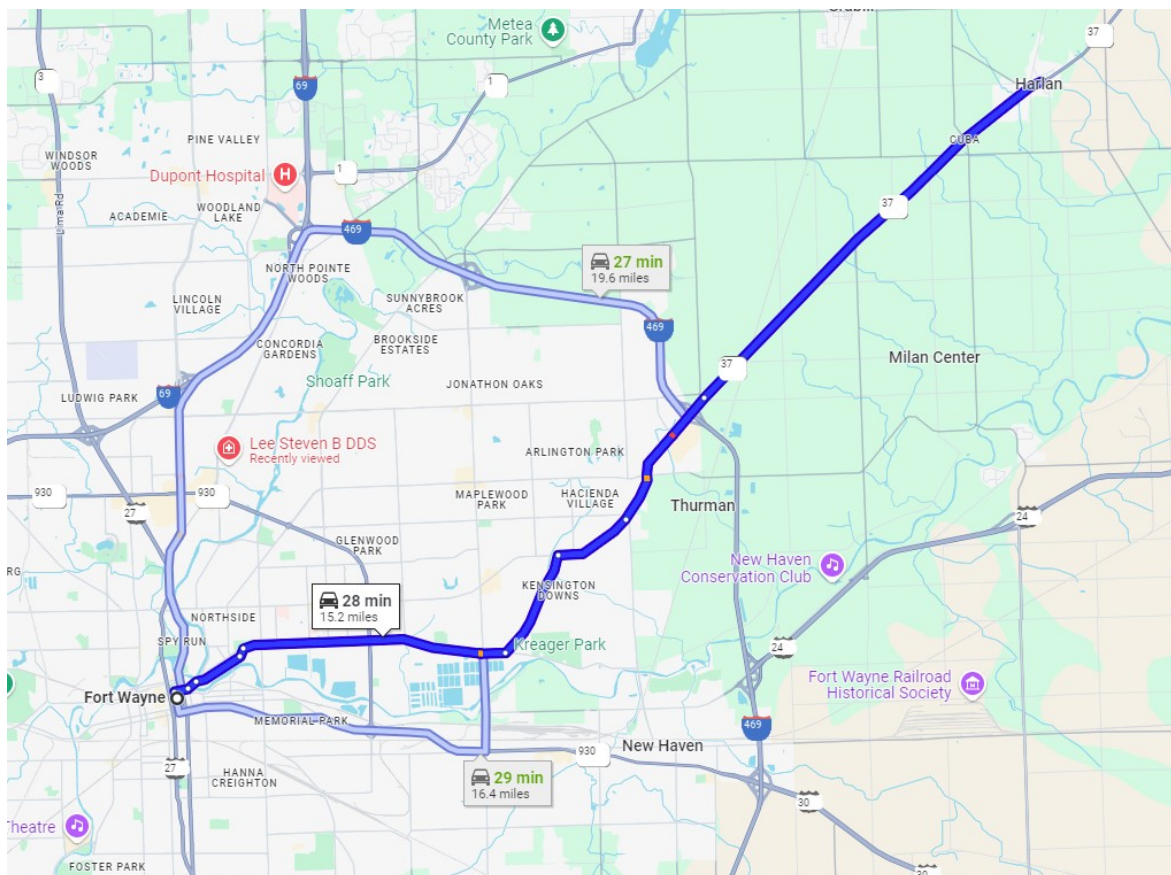 Metea
County Park
37
Harlan
3
69
1
CUBA
PINE VALLEY
WINDSOR
WOODS
Dupont Hospital
H
1
WOODLAND
LAKE
ACADEMIE
Lima Rd
37
469
NORTH POINTE
WOODS
27 min
19.6 miles
SUNNYBROOK
ACRES
LINCOLN
VILLAGE
469
BROOKSIDE
ESTATES
CONCORDIA
GARDENS
Milan Center
37
Shoaff Park
JONATHON OAKS
69
LUDWIG PARK
Lee Steven B DDS
Recently viewed
ARLINGTON PARK
930
930
MAPLEWOOD
PARK
HACIENDA
VILLAGE
Thurman
27
24
GLENWOOD
PARK
New Haven
Conservation Club
RG
KENSINGTON
DOWNS
28 min
15.2 miles
NORTHSIDE
SPY RUN
Kreager Park
24
Fort Wayne
Fort Wayne Railroad
Historical Society
MEMORIAL PARK
469
New Haven
930
27
HANNA
CREIGHTON
29 min
16.4 miles
30
Theatre
FOSTER PARK
30